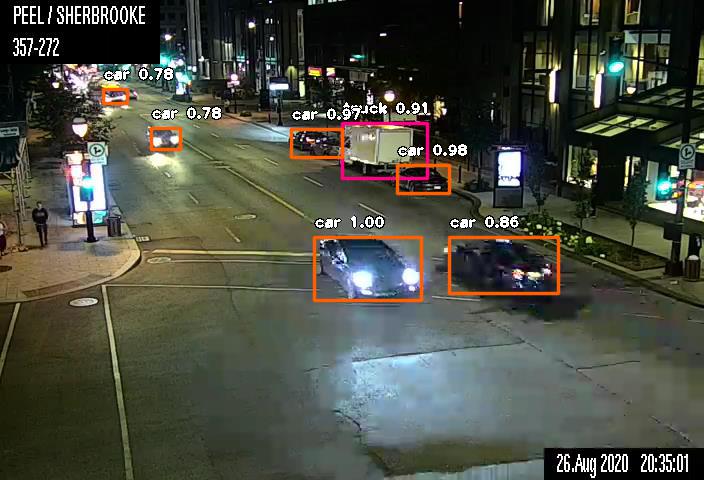 PEEL / SHERBROOKE
357-272
car 0.78
car 0.78
car 0.97
truck 0.91
car 0.98
car 1.00
car 0.86
26.Aug 2020 20:35:01